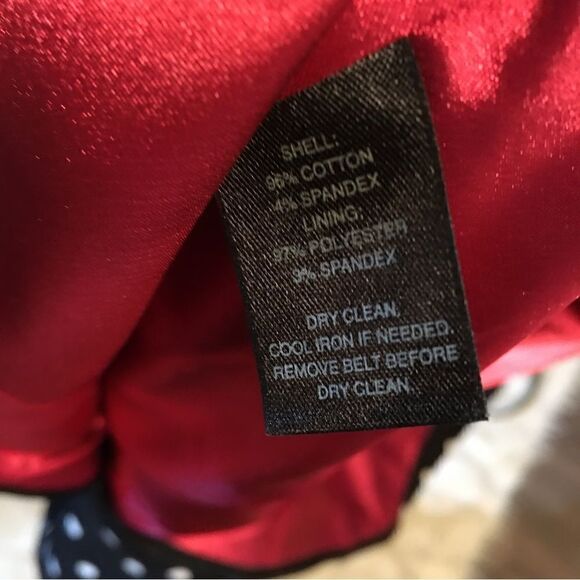 SHELL:
96% COTTON
4% SPANDEX
LINING:
97% POLYESTER
3% SPANDEX
DRY CLEAN.
COOL IRON IF NEEDED.
REMOVE BELT BEFORE
DRY CLEAN.